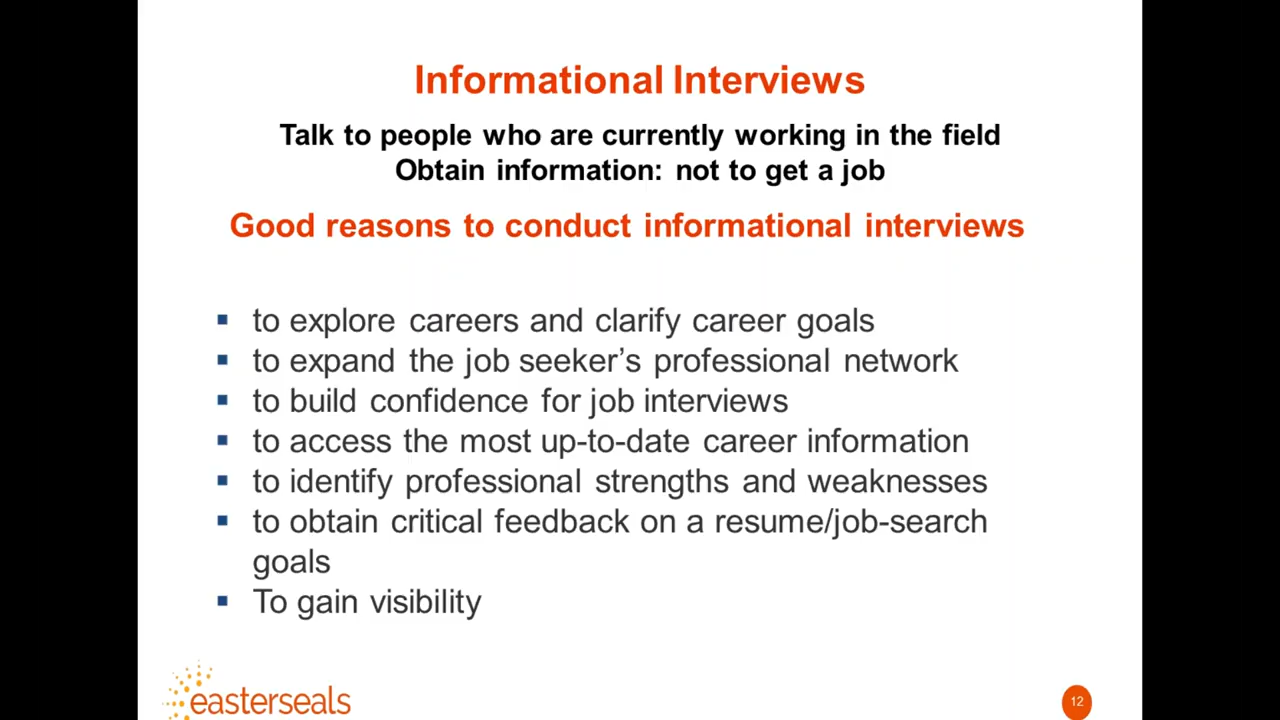 Informational Interviews
Talk to people who are currently working in the field
Obtain information: not to get a job
Good reasons to conduct informational interviews
▪ to explore careers and clarify career goals
▪ to expand the job seeker’s professional network
▪ to build confidence for job interviews
▪ to access the most up-to-date career information
▪ to identify professional strengths and weaknesses
▪ to obtain critical feedback on a resume/job-search
goals
▪ To gain visibility
easterseals
12